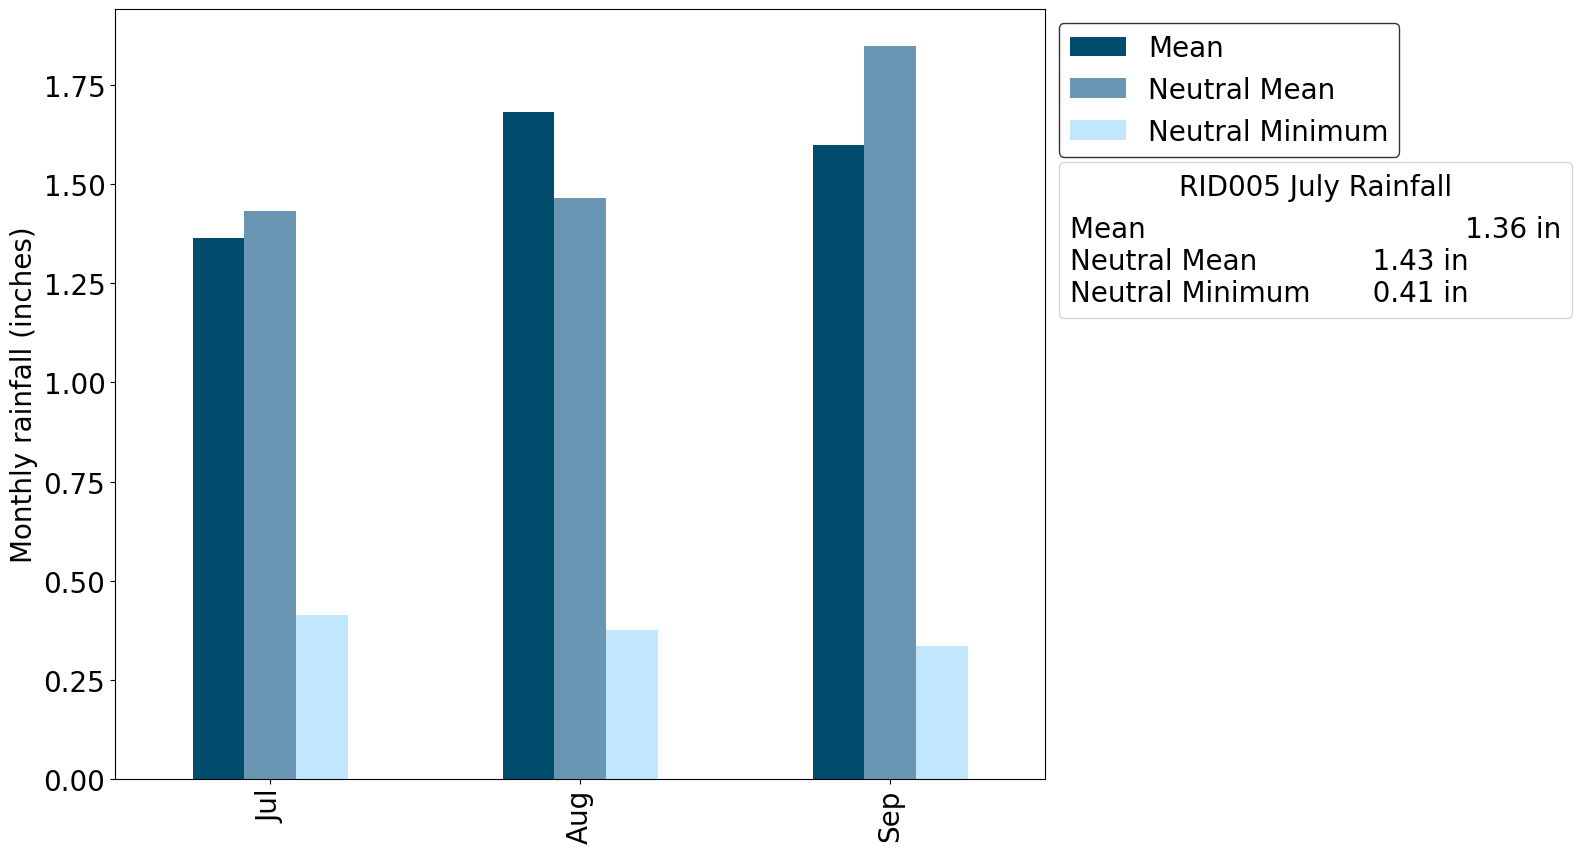 Monthly rainfall (inches)
1.75
1.50
1.25
1.00
0.75
0.50
0.25
0.00
Jul
Aug
Sep
Mean
Neutral Mean
Neutral Minimum
RID005 July Rainfall
Mean 1.36 in
Neutral Mean 1.43 in
Neutral Minimum 0.41 in